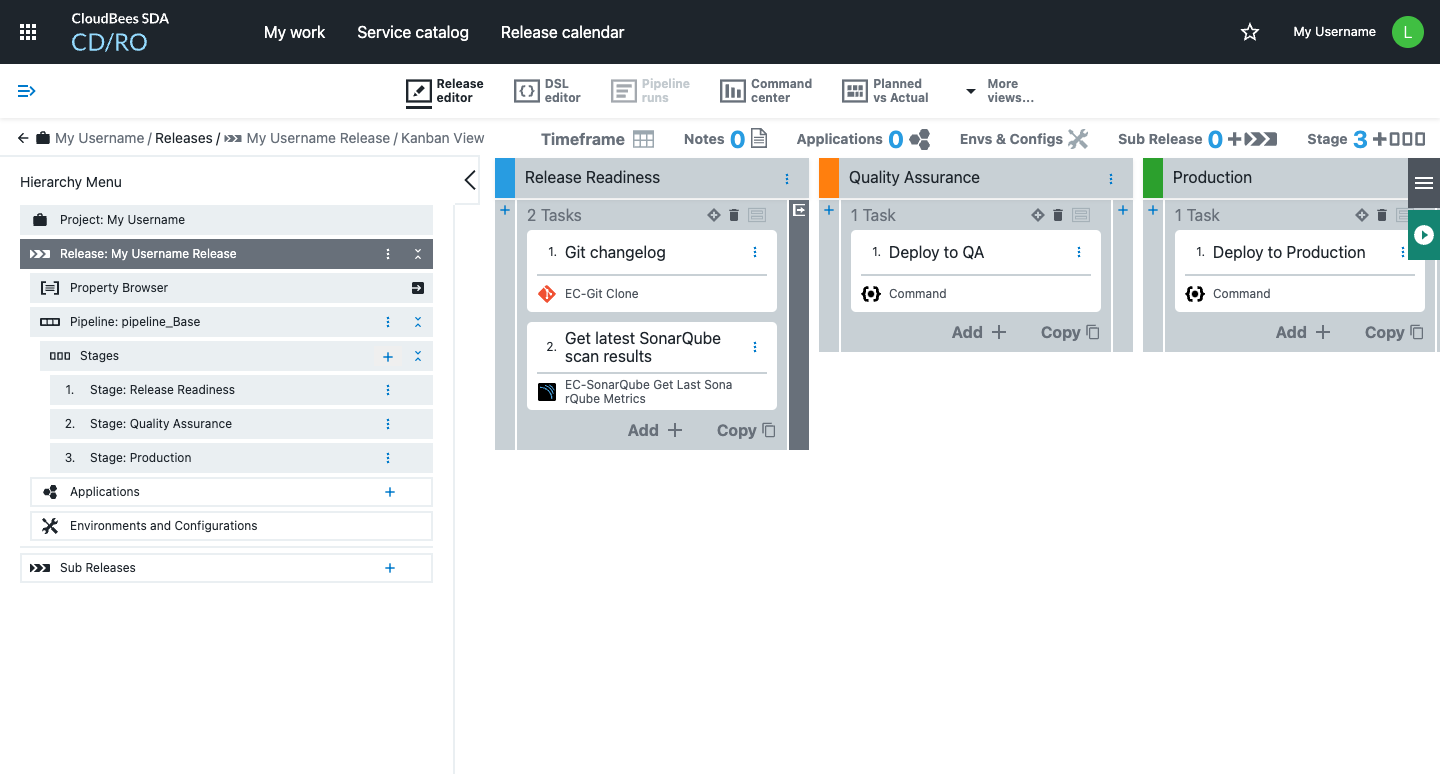 CloudBees SDA
CD/RO
My work
Service catalog
Release calendar
My Username
L
Release
editor
DSL
editor
Pipeline
runs
Command
center
Planned
vs Actual
More
views...
My Username / Releases / My Username Release / Kanban View
Timeframe
Notes 0
Applications 0
Envs & Configs
Sub Release 0
Stage 3
Hierarchy Menu
Project: My Username
Release: My Username Release
Property Browser
Pipeline: pipeline_Base
Stages
1. Stage: Release Readiness
2. Stage: Quality Assurance
3. Stage: Production
Applications
Environments and Configurations
Sub Releases
Release Readiness
2 Tasks
1. Git changelog
EC-Git Clone
2. Get latest SonarQube
scan results
EC-SonarQube Get Last Sona
rQube Metrics
Add
Copy
Quality Assurance
1 Task
1. Deploy to QA
Command
Add
Copy
Production
1 Task
1. Deploy to Production
Command
Add
Copy